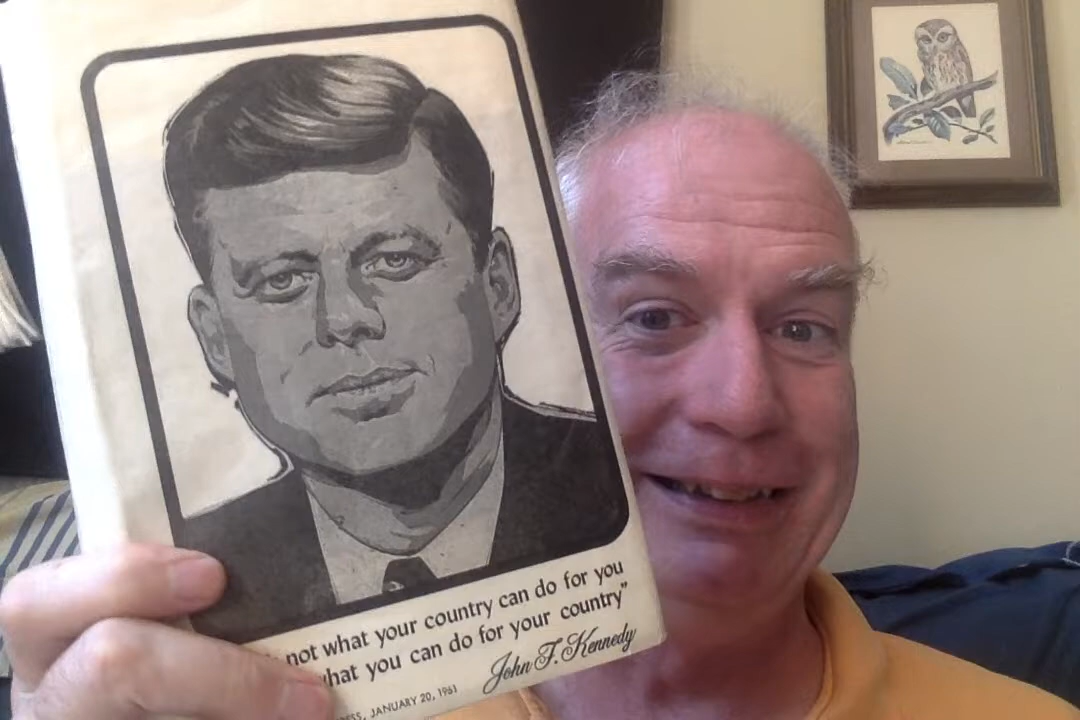 not what your country can do for you
what you can do for your country”
John F. Kennedy
JANUARY 20, 1961